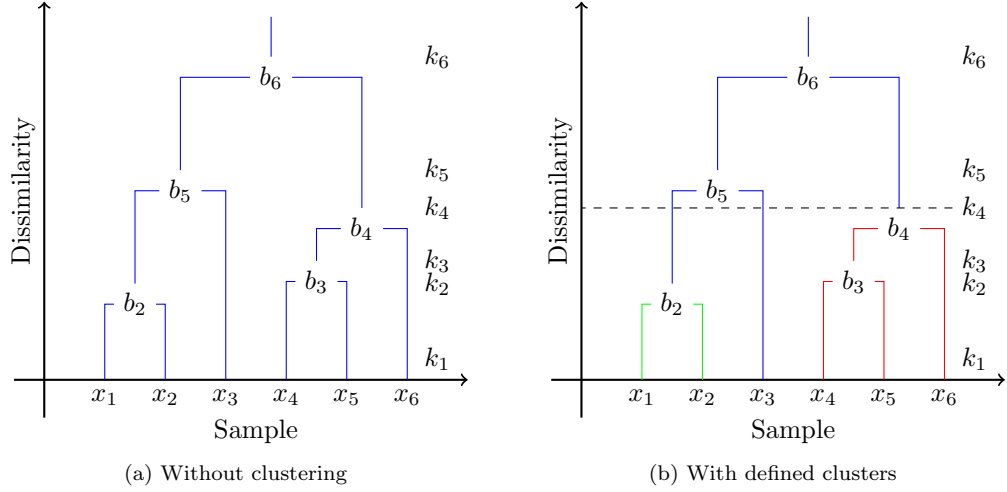 Dissimilarity
k₆
b₆
k₅
b₅
k₄
b₄
k₃
k₂
b₃
b₂
k₁
x₁ x₂ x₃ x₄ x₅ x₆
Sample
(a) Without clustering
Dissimilarity
k₆
b₆
k₅
b₅
k₄
b₄
k₃
k₂
b₃
b₂
k₁
x₁ x₂ x₃ x₄ x₅ x₆
Sample
(b) With defined clusters